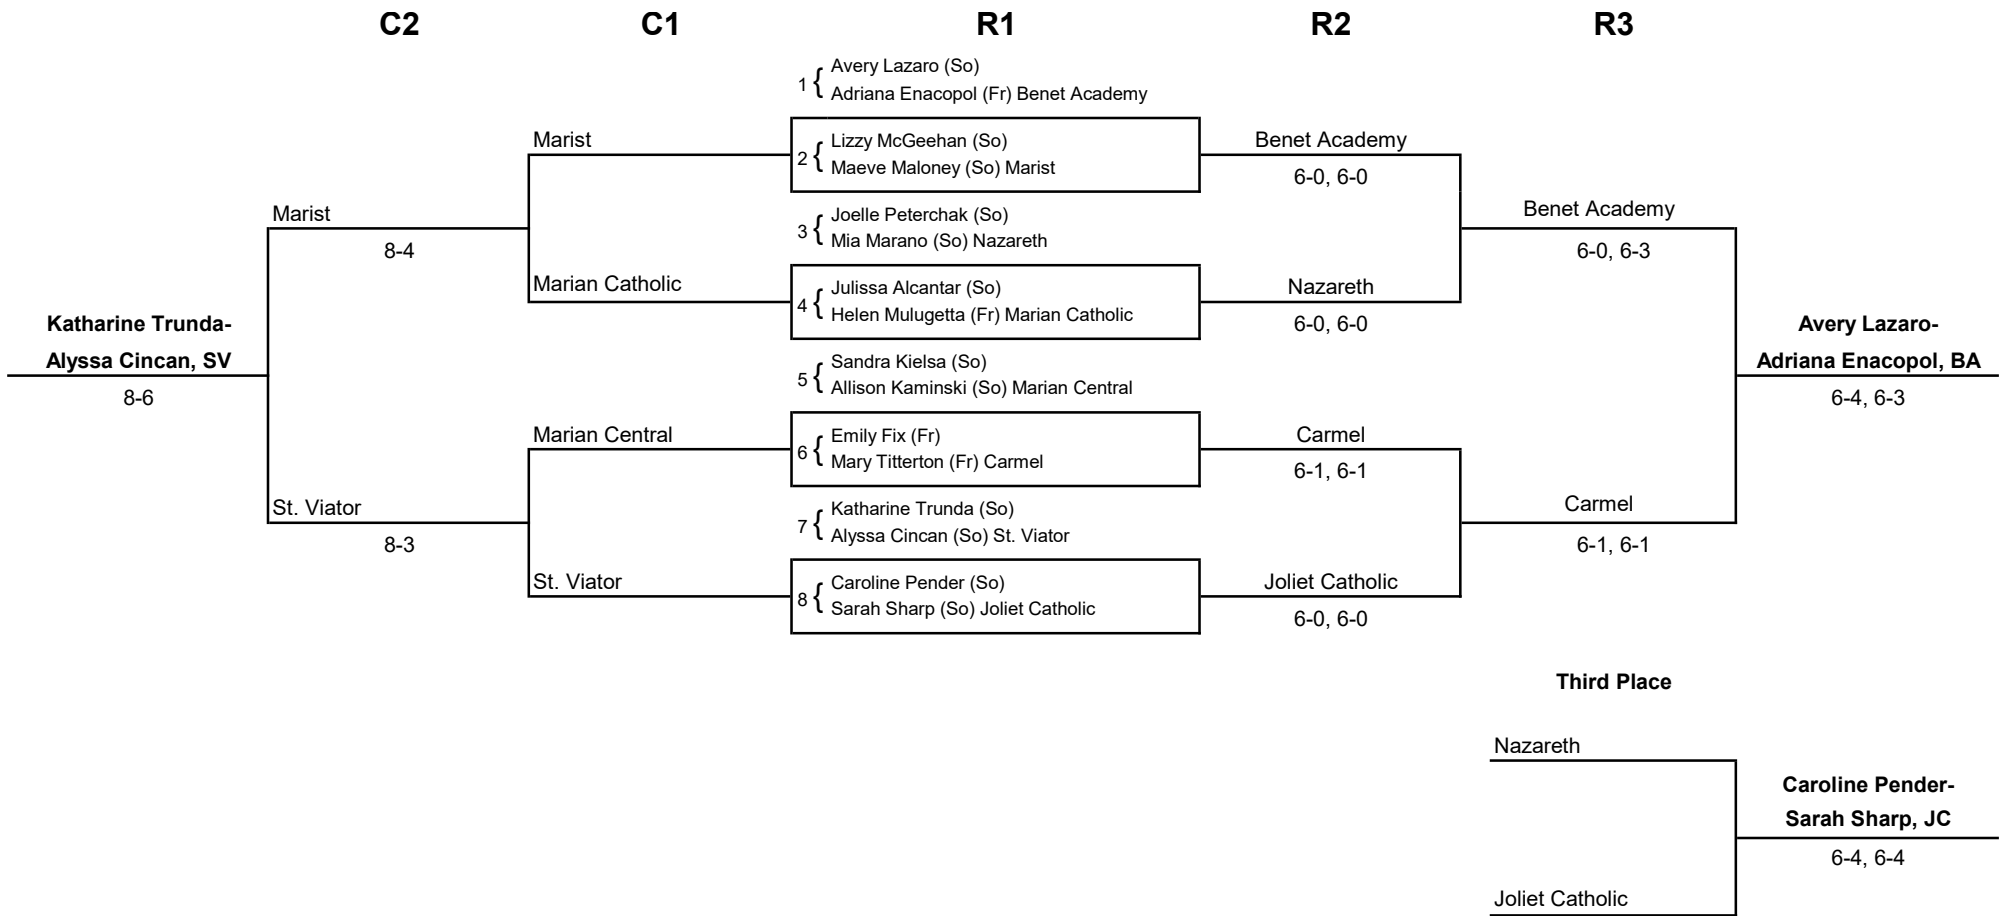 C2 C1 R1 R2 R3
Avery Lazaro (So)
1 { Adriana Enacopol (Fr) Benet Academy
Marist
Lizzy McGeehan (So)
2 { Maeve Maloney (So) Marist
Benet Academy
6-0, 6-0
Marist
8-4
Joelle Peterchak (So)
3 { Mia Marano (So) Nazareth
Benet Academy
6-0, 6-3
Marian Catholic
Julissa Alcantar (So)
4 { Helen Mulugetta (Fr) Marian Catholic
Nazareth
6-0, 6-0
Katharine Trunda-
Alyssa Cincan, SV
8-6
Sandra Kielsa (So)
5 { Allison Kaminski (So) Marian Central
Avery Lazaro-
Adriana Enacopol, BA
6-4, 6-3
Marian Central
Emily Fix (Fr)
6 { Mary Titterton (Fr) Carmel
Carmel
6-1, 6-1
St. Viator
8-3
Katharine Trunda (So)
7 { Alyssa Cincan (So) St. Viator
Carmel
6-1, 6-1
St. Viator
Caroline Pender (So)
8 { Sarah Sharp (So) Joliet Catholic
Joliet Catholic
6-0, 6-0
Third Place
Nazareth
Caroline Pender-
Sarah Sharp, JC
6-4, 6-4
Joliet Catholic